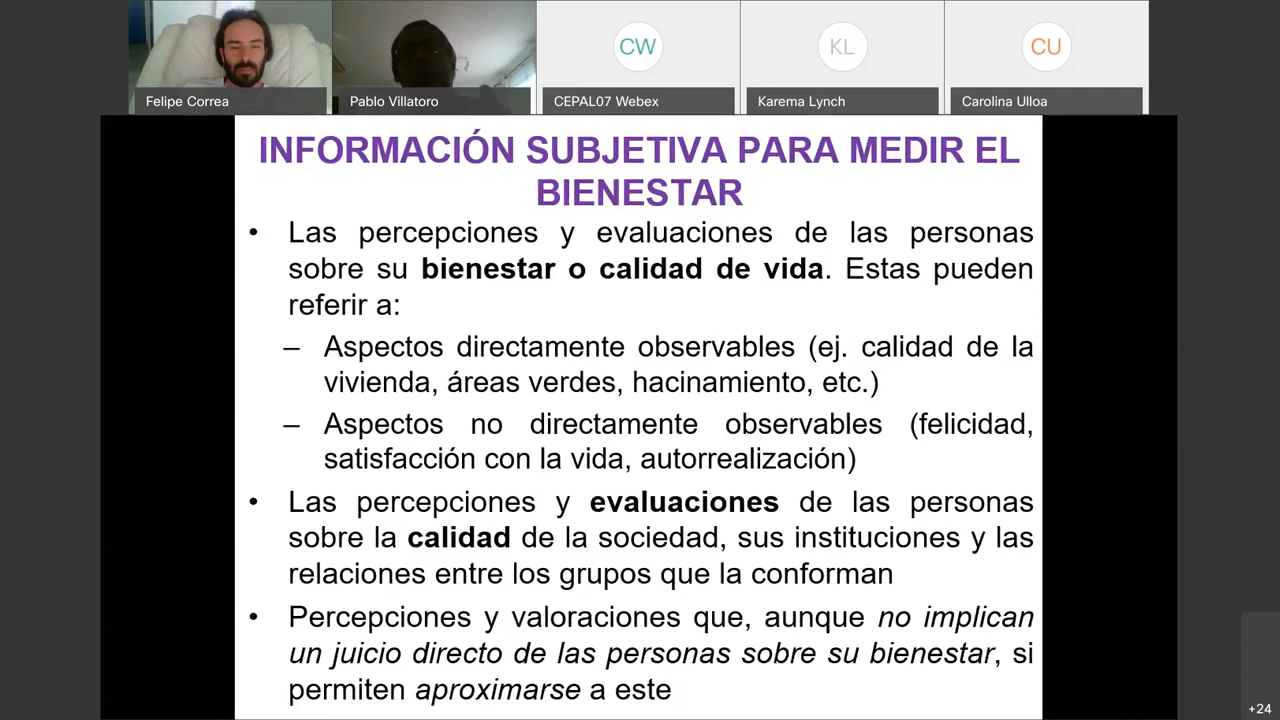 CW
KL
CU
Felipe Correa
Pablo Villatoro
CEPAL07 Webex
Karema Lynch
Carolina Ulloa
INFORMACIÓN SUBJETIVA PARA MEDIR EL
BIENESTAR
• Las percepciones y evaluaciones de las personas
sobre su bienestar o calidad de vida. Estas pueden
referir a:
– Aspectos directamente observables (ej. calidad de la
vivienda, áreas verdes, hacinamiento, etc.)
– Aspectos no directamente observables (felicidad,
satisfacción con la vida, autorrealización)
• Las percepciones y evaluaciones de las personas
sobre la calidad de la sociedad, sus instituciones y las
relaciones entre los grupos que la conforman
• Percepciones y valoraciones que, aunque no implican
un juicio directo de las personas sobre su bienestar, si
permiten aproximarse a este
+24